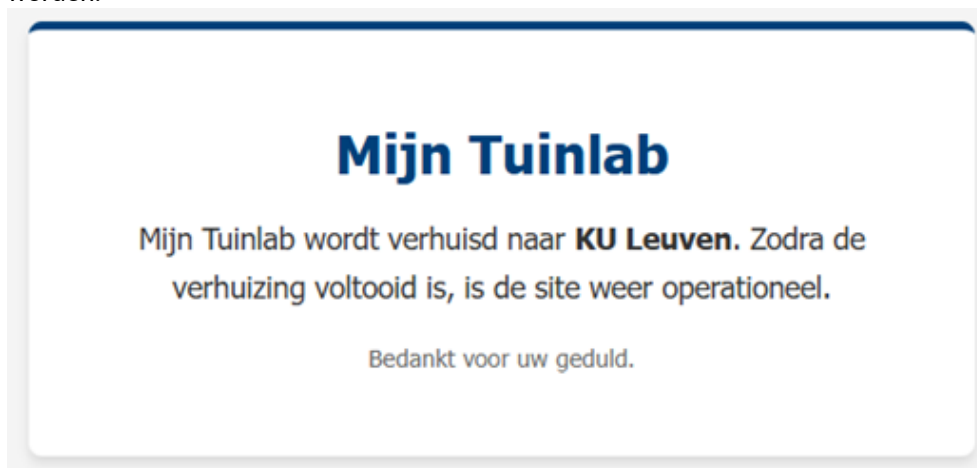 Mijn Tuinlab
Mijn Tuinlab wordt verhuisd naar KU Leuven. Zodra de
verhuizing voltooid is, is de site weer operationeel.
Bedankt voor uw geduld.